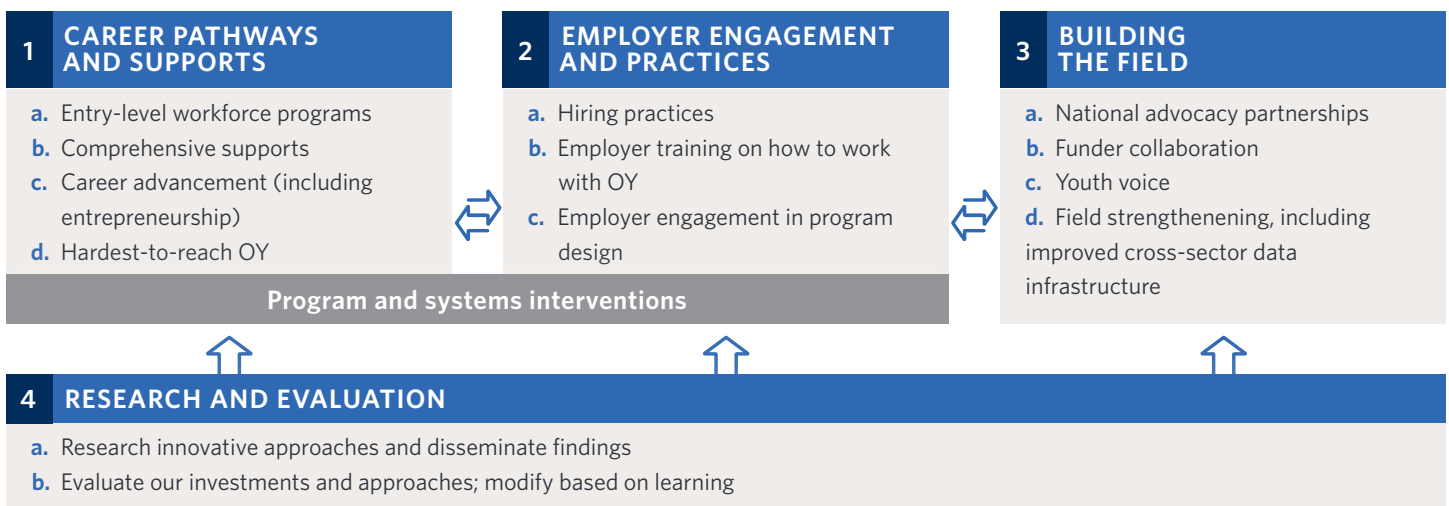 1 CAREER PATHWAYS
AND SUPPORTS
a. Entry-level workforce programs
b. Comprehensive supports
c. Career advancement (including
entrepreneurship)
d. Hardest-to-reach OY
2 EMPLOYER ENGAGEMENT
AND PRACTICES
a. Hiring practices
b. Employer training on how to work
with OY
c. Employer engagement in program
design
Program and systems interventions
3 BUILDING
THE FIELD
a. National advocacy partnerships
b. Funder collaboration
c. Youth voice
d. Field strengthenening, including
improved cross-sector data
infrastructure
4 RESEARCH AND EVALUATION
a. Research innovative approaches and disseminate findings
b. Evaluate our investments and approaches; modify based on learning